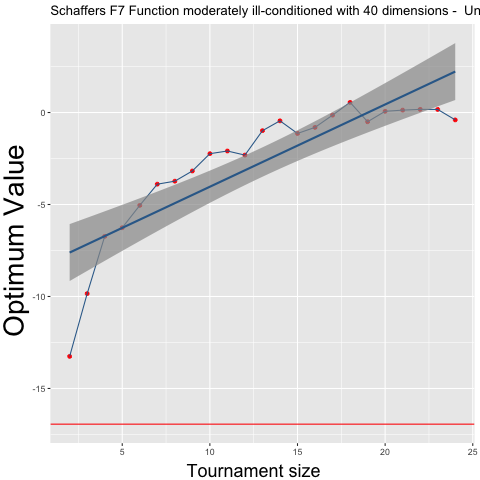 Schaffers F7 Function moderately ill-conditioned with 40 dimensions - Un
Optimum Value
0
-5
-10
-15
5 10 15 20 25
Tournament size